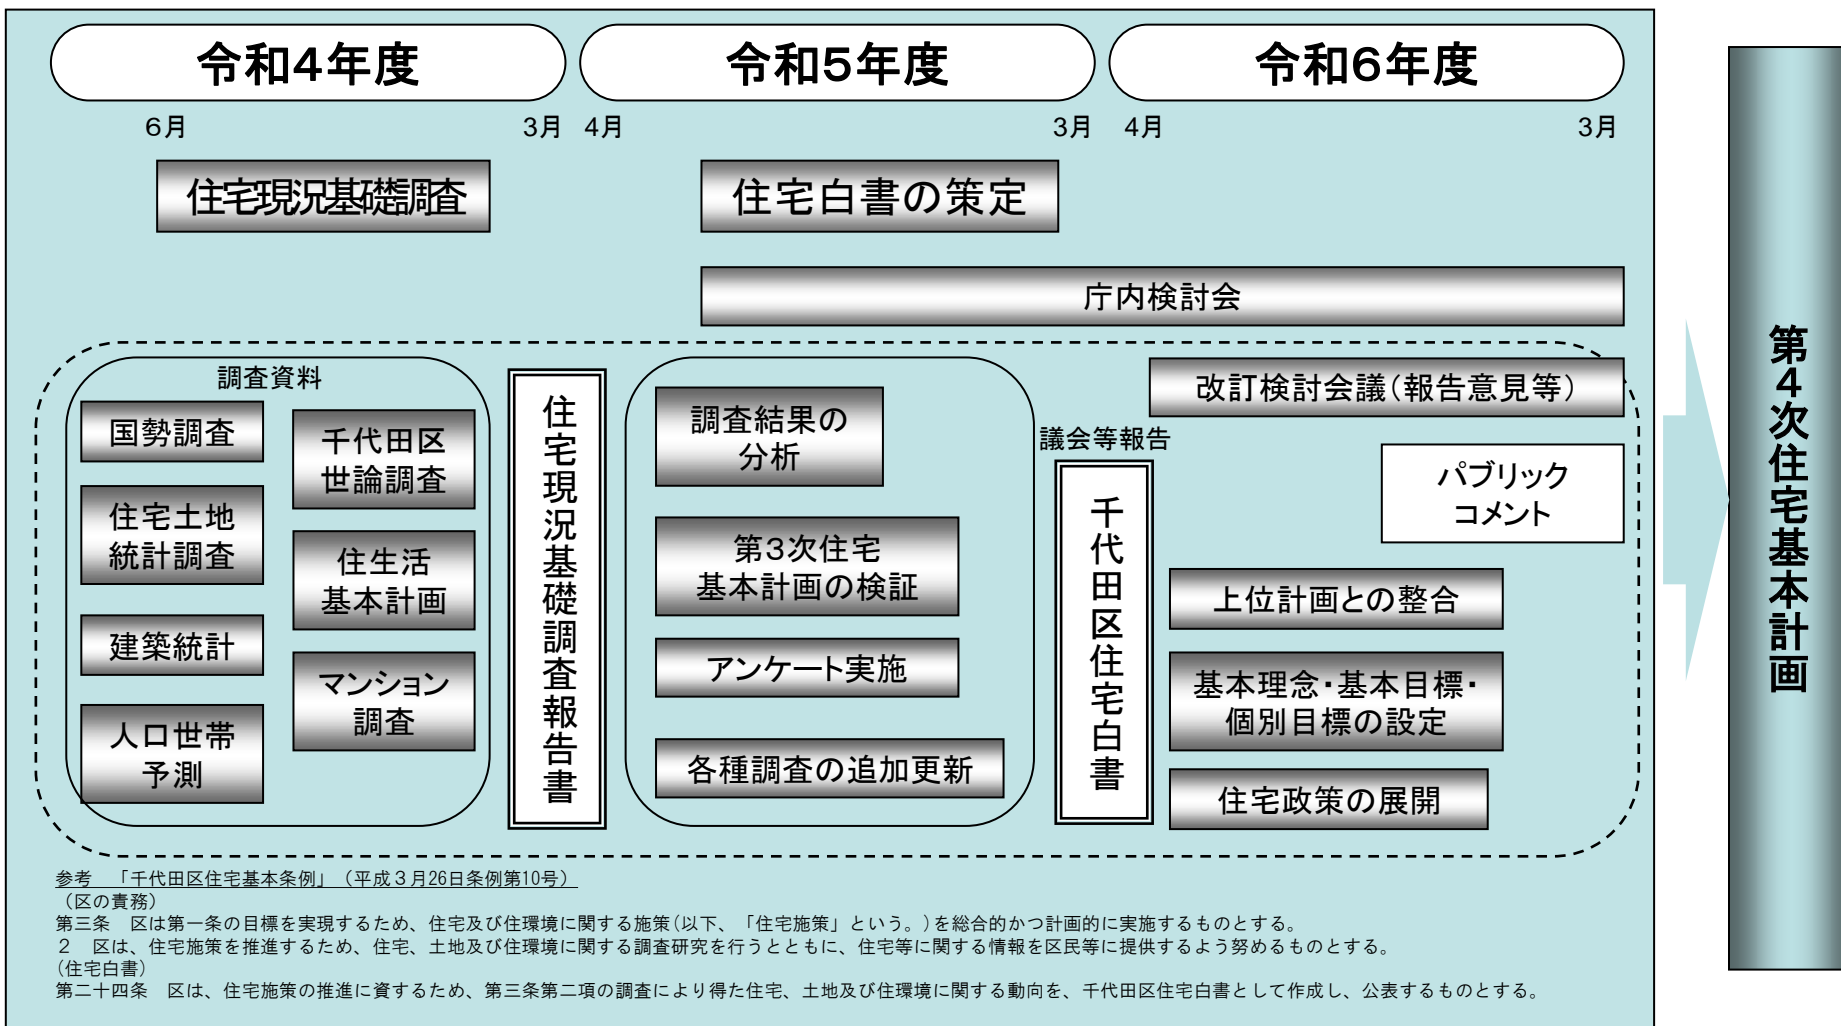 令和4年度
令和5年度
令和6年度
6月
3月
4月
3月
4月
3月
住宅現況基礎調査
住宅白書の策定
庁内検討会
調査資料
国勢調査
住宅土地
統計調査
建築統計
人口世帯
予測
千代田区
世論調査
住生活
基本計画
マンション
調査
住宅現況基礎調査報告書
調査結果の
分析
第3次住宅
基本計画の検証
アンケート実施
各種調査の追加更新
議会等報告
千代田区住宅白書
改訂検討会議（報告意見等）
パブリック
コメント
上位計画との整合
基本理念・基本目標・
個別目標の設定
住宅政策の展開
第4次住宅基本計画
参考　「千代田区住宅基本条例」（平成３月26日条例第10号）
（区の責務）
第三条　区は第一条の目標を実現するため、住宅及び住環境に関する施策(以下、「住宅施策」という。)を総合的かつ計画的に実施するものとする。
２　区は、住宅施策を推進するため、住宅、土地及び住環境に関する調査研究を行うとともに、住宅等に関する情報を区民等に提供するよう努めるものとする。
(住宅白書)
第二十四条　区は、住宅施策の推進に資するため、第三条第二項の調査により得た住宅、土地及び住環境に関する動向を、千代田区住宅白書として作成し、公表するものとする。